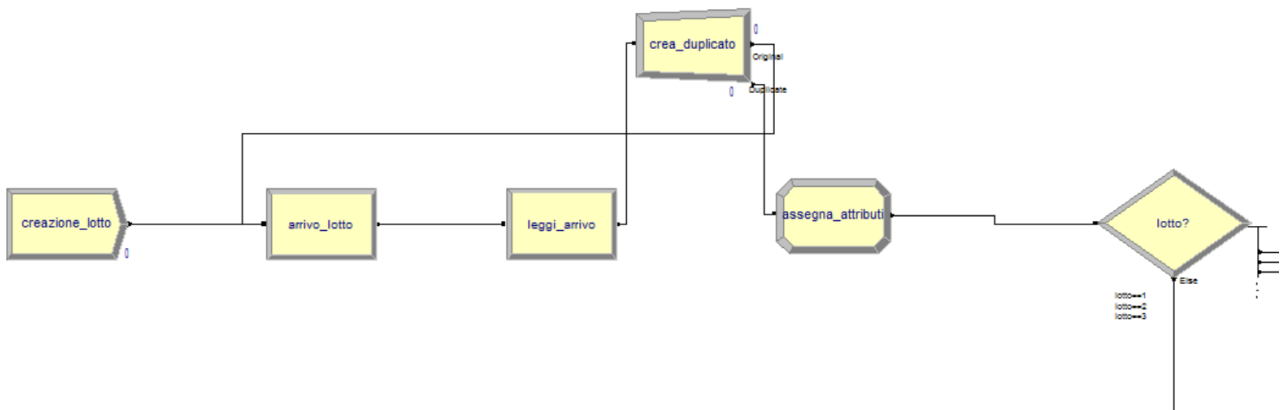 crea_duplicato
0
Original
0
Duplicate
creazione_lotto
0
arrivo_lotto
leggi_arrivo
assegna_attributi
lotto?
Else
lotto==1
lotto==2
lotto==3